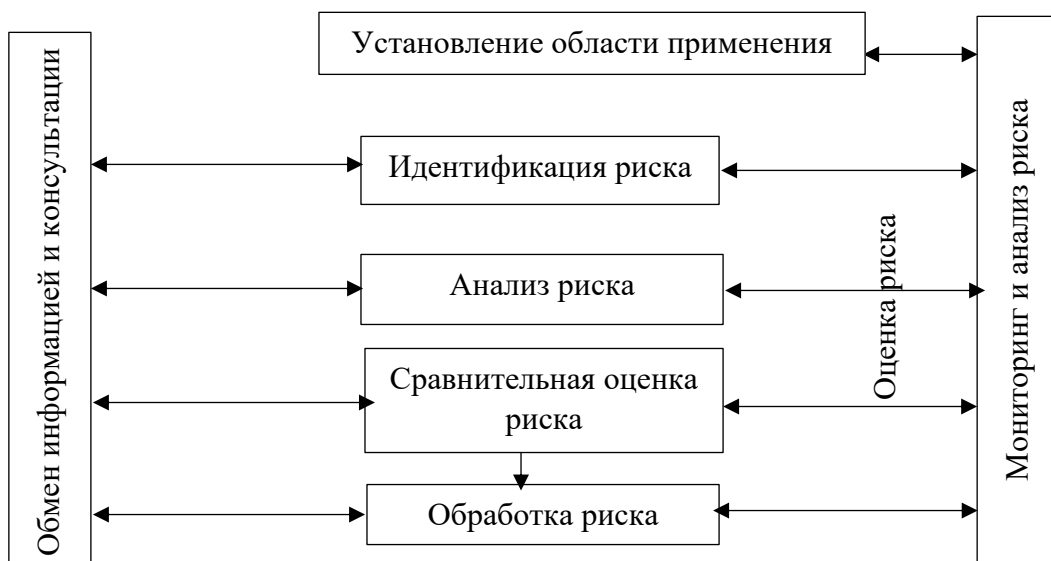 Установление области применения
Обмен информацией и консультации
Идентификация риска
Анализ риска
Сравнительная оценка
риска
Обработка риска
Оценка риска
Мониторинг и анализ риска